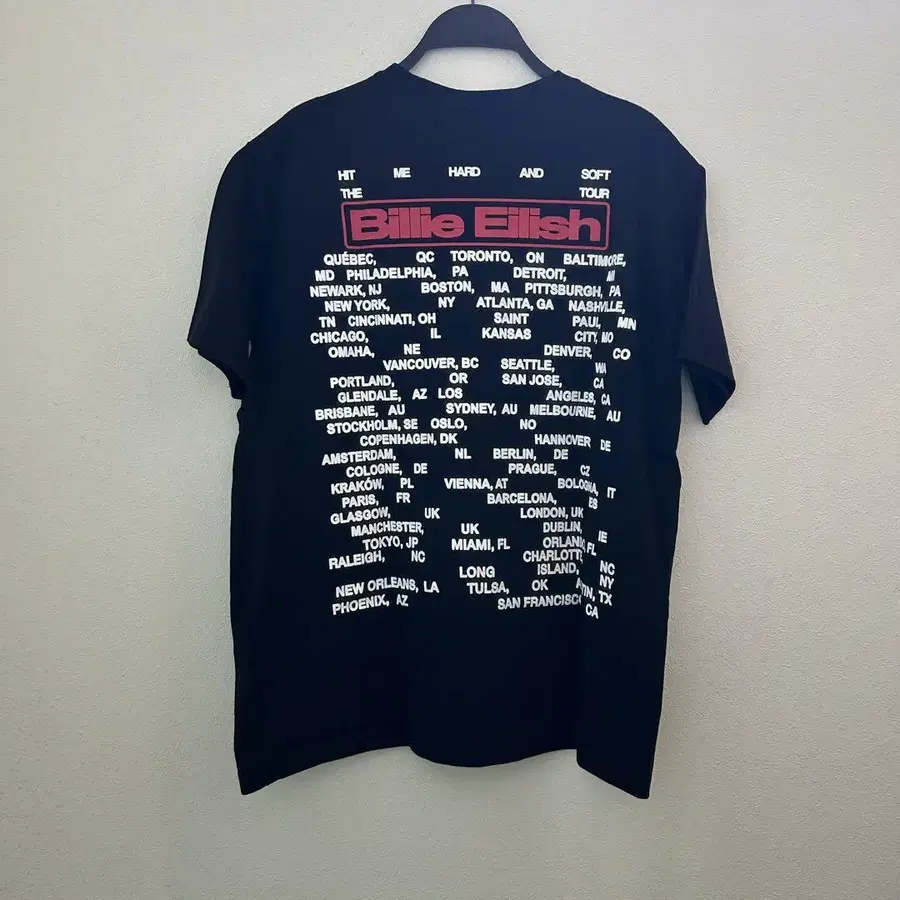 HIT ME HARD AND SOFT
THE TOUR
Billie Eilish
QUÉBEC, QC TORONTO, ON BALTIMORE,
MD PHILADELPHIA, PA DETROIT, MI
NEWARK, NJ BOSTON, MA PITTSBURGH, PA
NEW YORK, NY ATLANTA, GA NASHVILLE,
TN CINCINNATI, OH SAINT PAUL, MN
CHICAGO, IL KANSAS CITY, MO
OMAHA, NE DENVER, CO
VANCOUVER, BC SEATTLE, WA
PORTLAND, OR SAN JOSE, CA
GLENDALE, AZ LOS ANGELES, CA
BRISBANE, AU SYDNEY, AU MELBOURNE, AU
STOCKHOLM, SE OSLO, NO
COPENHAGEN, DK HANNOVER DE
AMSTERDAM, NL BERLIN, DE
COLOGNE, DE PRAGUE, CZ
KRAKÓW, PL VIENNA, AT BOLOGNA, IT
PARIS, FR BARCELONA, ES
GLASGOW, UK LONDON, UK
MANCHESTER, UK DUBLIN, IE
TOKYO, JP MIAMI, FL ORLANDO, FL
RALEIGH, NC CHARLOTTE, NC
LONG ISLAND, NY
NEW ORLEANS, LA TULSA, OK TX
PHOENIX, AZ SAN FRANCISCO CA